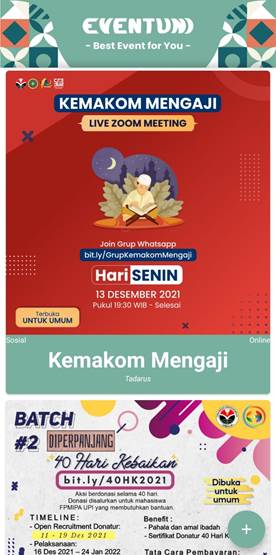 EVENTUNI
- Best Event for You -
KEMAKOM MENGAJI
LIVE ZOOM MEETING
Join Grup Whatsapp
bit.ly/GrupKemakomMengaji
Hari SENIN
13 DESEMBER 2021
Pukul 19:30 WIB - Selesai
Terbuka
UNTUK UMUM
Sosial
Online
Kemakom Mengaji
Tadarus
BATCH
#2 DIPERPANJANG
40 Hari Kebaikan
bit.ly/40HK2021
Aksi berdonasi selama 40 hari.
Donasi disalurkan untuk mahasiswa
FPMIPA UPI yang membutuhkan bantuan.
Dibuka
untuk
umum
TIMELINE :
- Open Recruitment Donatur:
11 - 19 Des 2021
- Pelaksanaan:
16 Des 2021 - 24 Jan 2022
Benefit :
- Pahala dan amal ibadah
- Sertifikat Donatur 40 Hari K
Tata Cara Pembayaran:
+